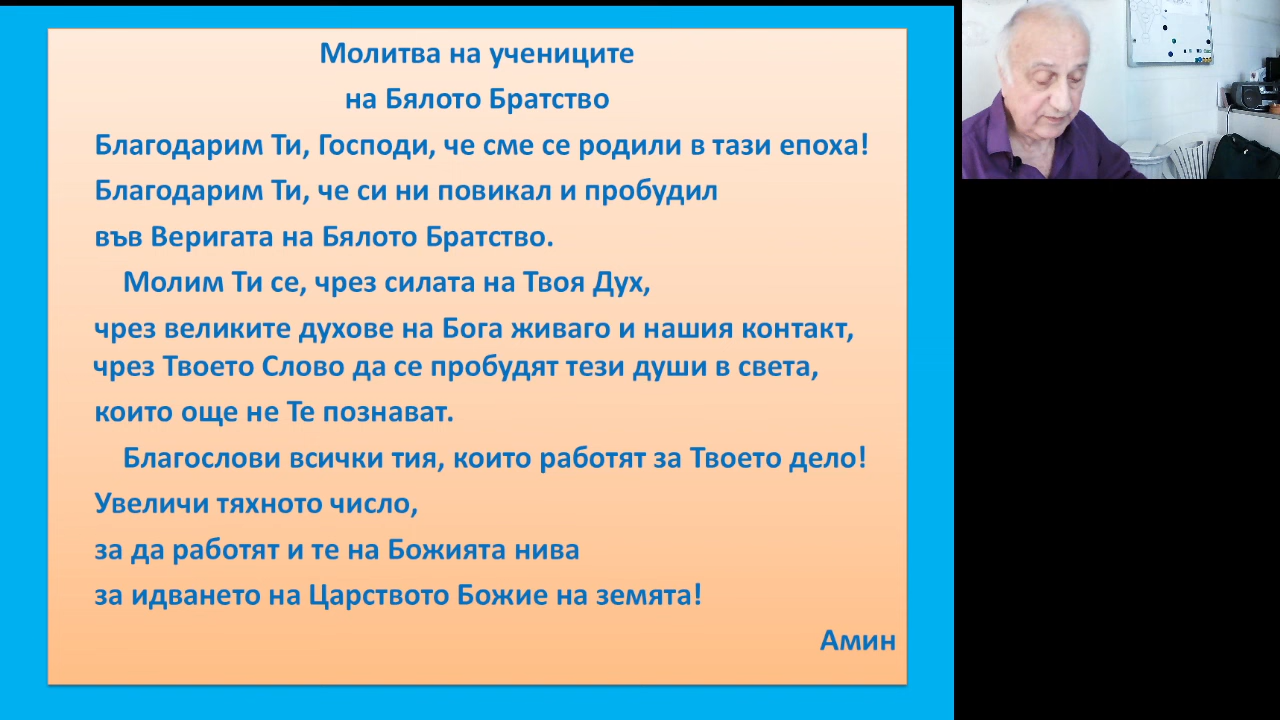 Молитва на учениците
на Бялото Братство
Благодарим Ти, Господи, че сме се родили в тази епоха!
Благодарим Ти, че си ни повикал и пробудил
във Веригата на Бялото Братство.
Молим Ти се, чрез силата на Твоя Дух,
чрез великите духове на Бога живаго и нашия контакт,
чрез Твоето Слово да се пробудят тези души в света,
които още не Те познават.
Благослови всички тия, които работят за Твоето дело!
Увеличи тяхното число,
за да работят и те на Божията нива
за идването на Царството Божие на земята!
Амин